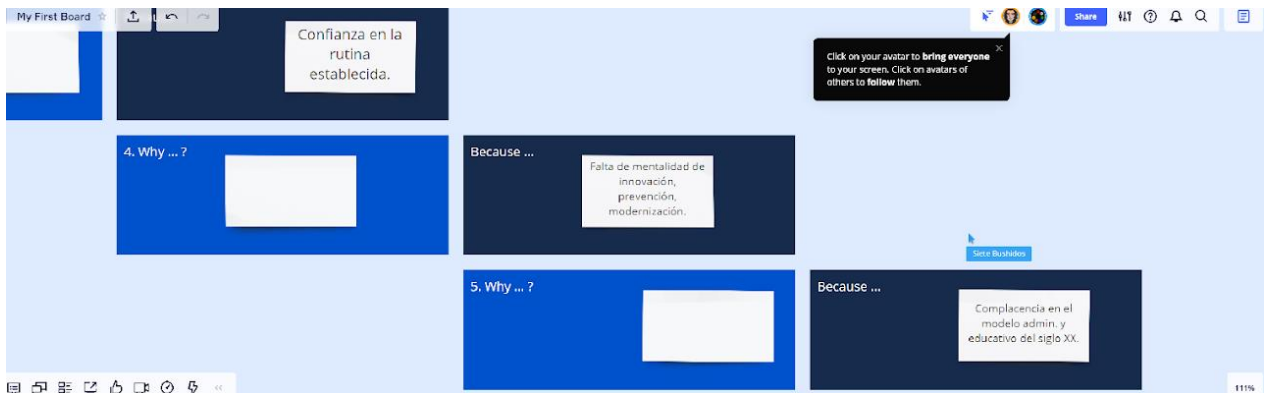 My First Board
Share
Confianza en la
rutina
establecida.
Click on your avatar to bring everyone
to your screen. Click on avatars of
others to follow them.
4. Why ... ?
Because ...
Falta de mentalidad de
innovación,
prevención,
modernización.
Siete Bushidos
5. Why ... ?
Because ...
Complacencia en el
modelo admin. y
educativo del siglo XX.
111%